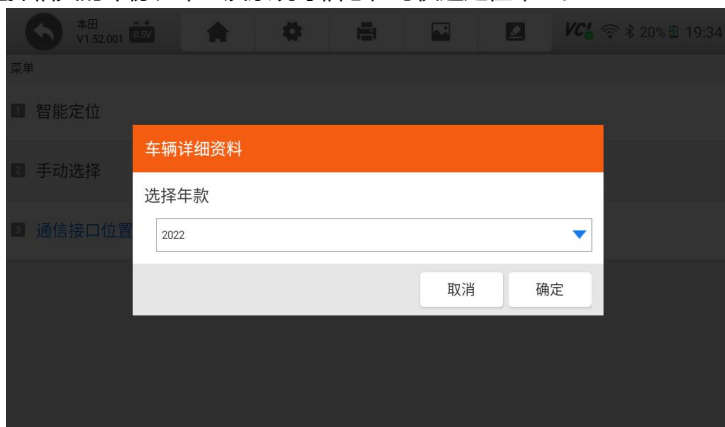 本田
V1.52.001
0.5V
VCI
20%
19:34
菜单
1 智能定位
2 手动选择
3 通信接口位置
车辆详细资料
选择年款
2022
取消
确定